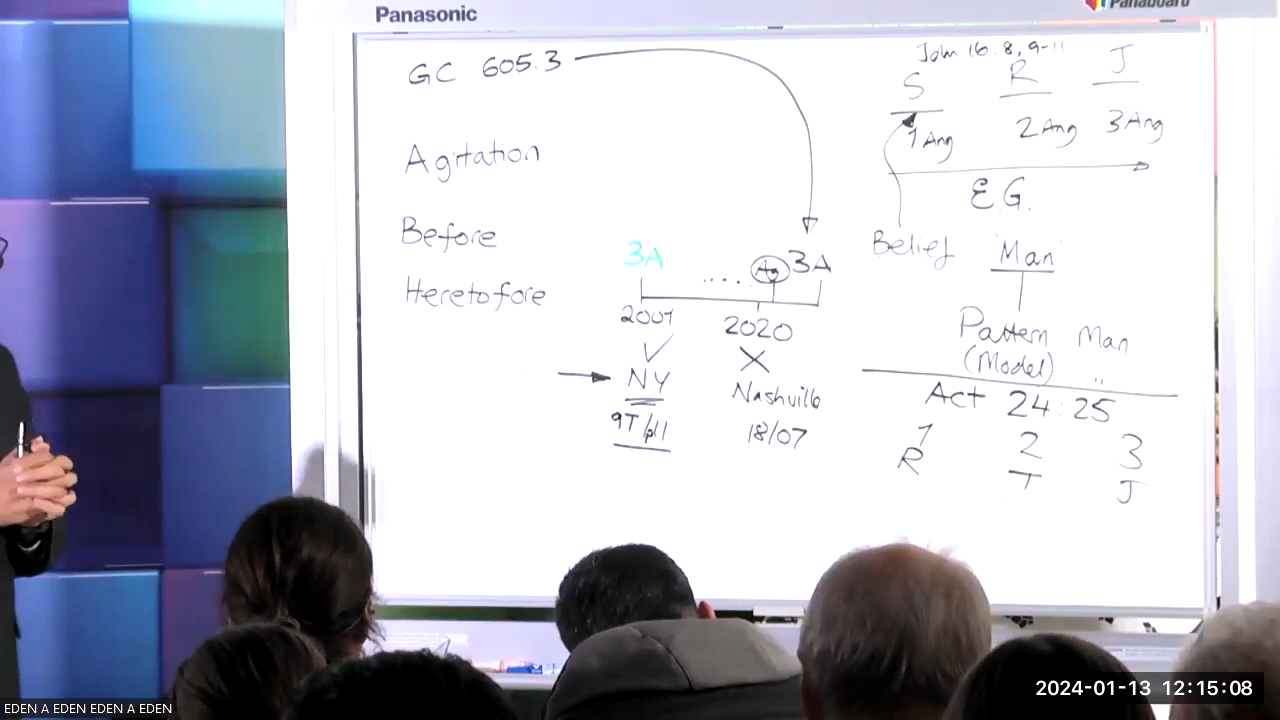 Panasonic
Panaboard
GC 605.3
Agitation
Before
Heretofore
3A
.....
Ag
3A
2001
2020
NY
Nashville
9T/p11
18/07
John 16:8, 9-11
S R J
1 Ang 2 Ang 3 Ang
E.G.
Belief Man
Pattern Man
(Model) "
Act 24:25
1 2 3
R T J
2024-01-13 12:15:08
EDEN A EDEN EDEN A EDEN